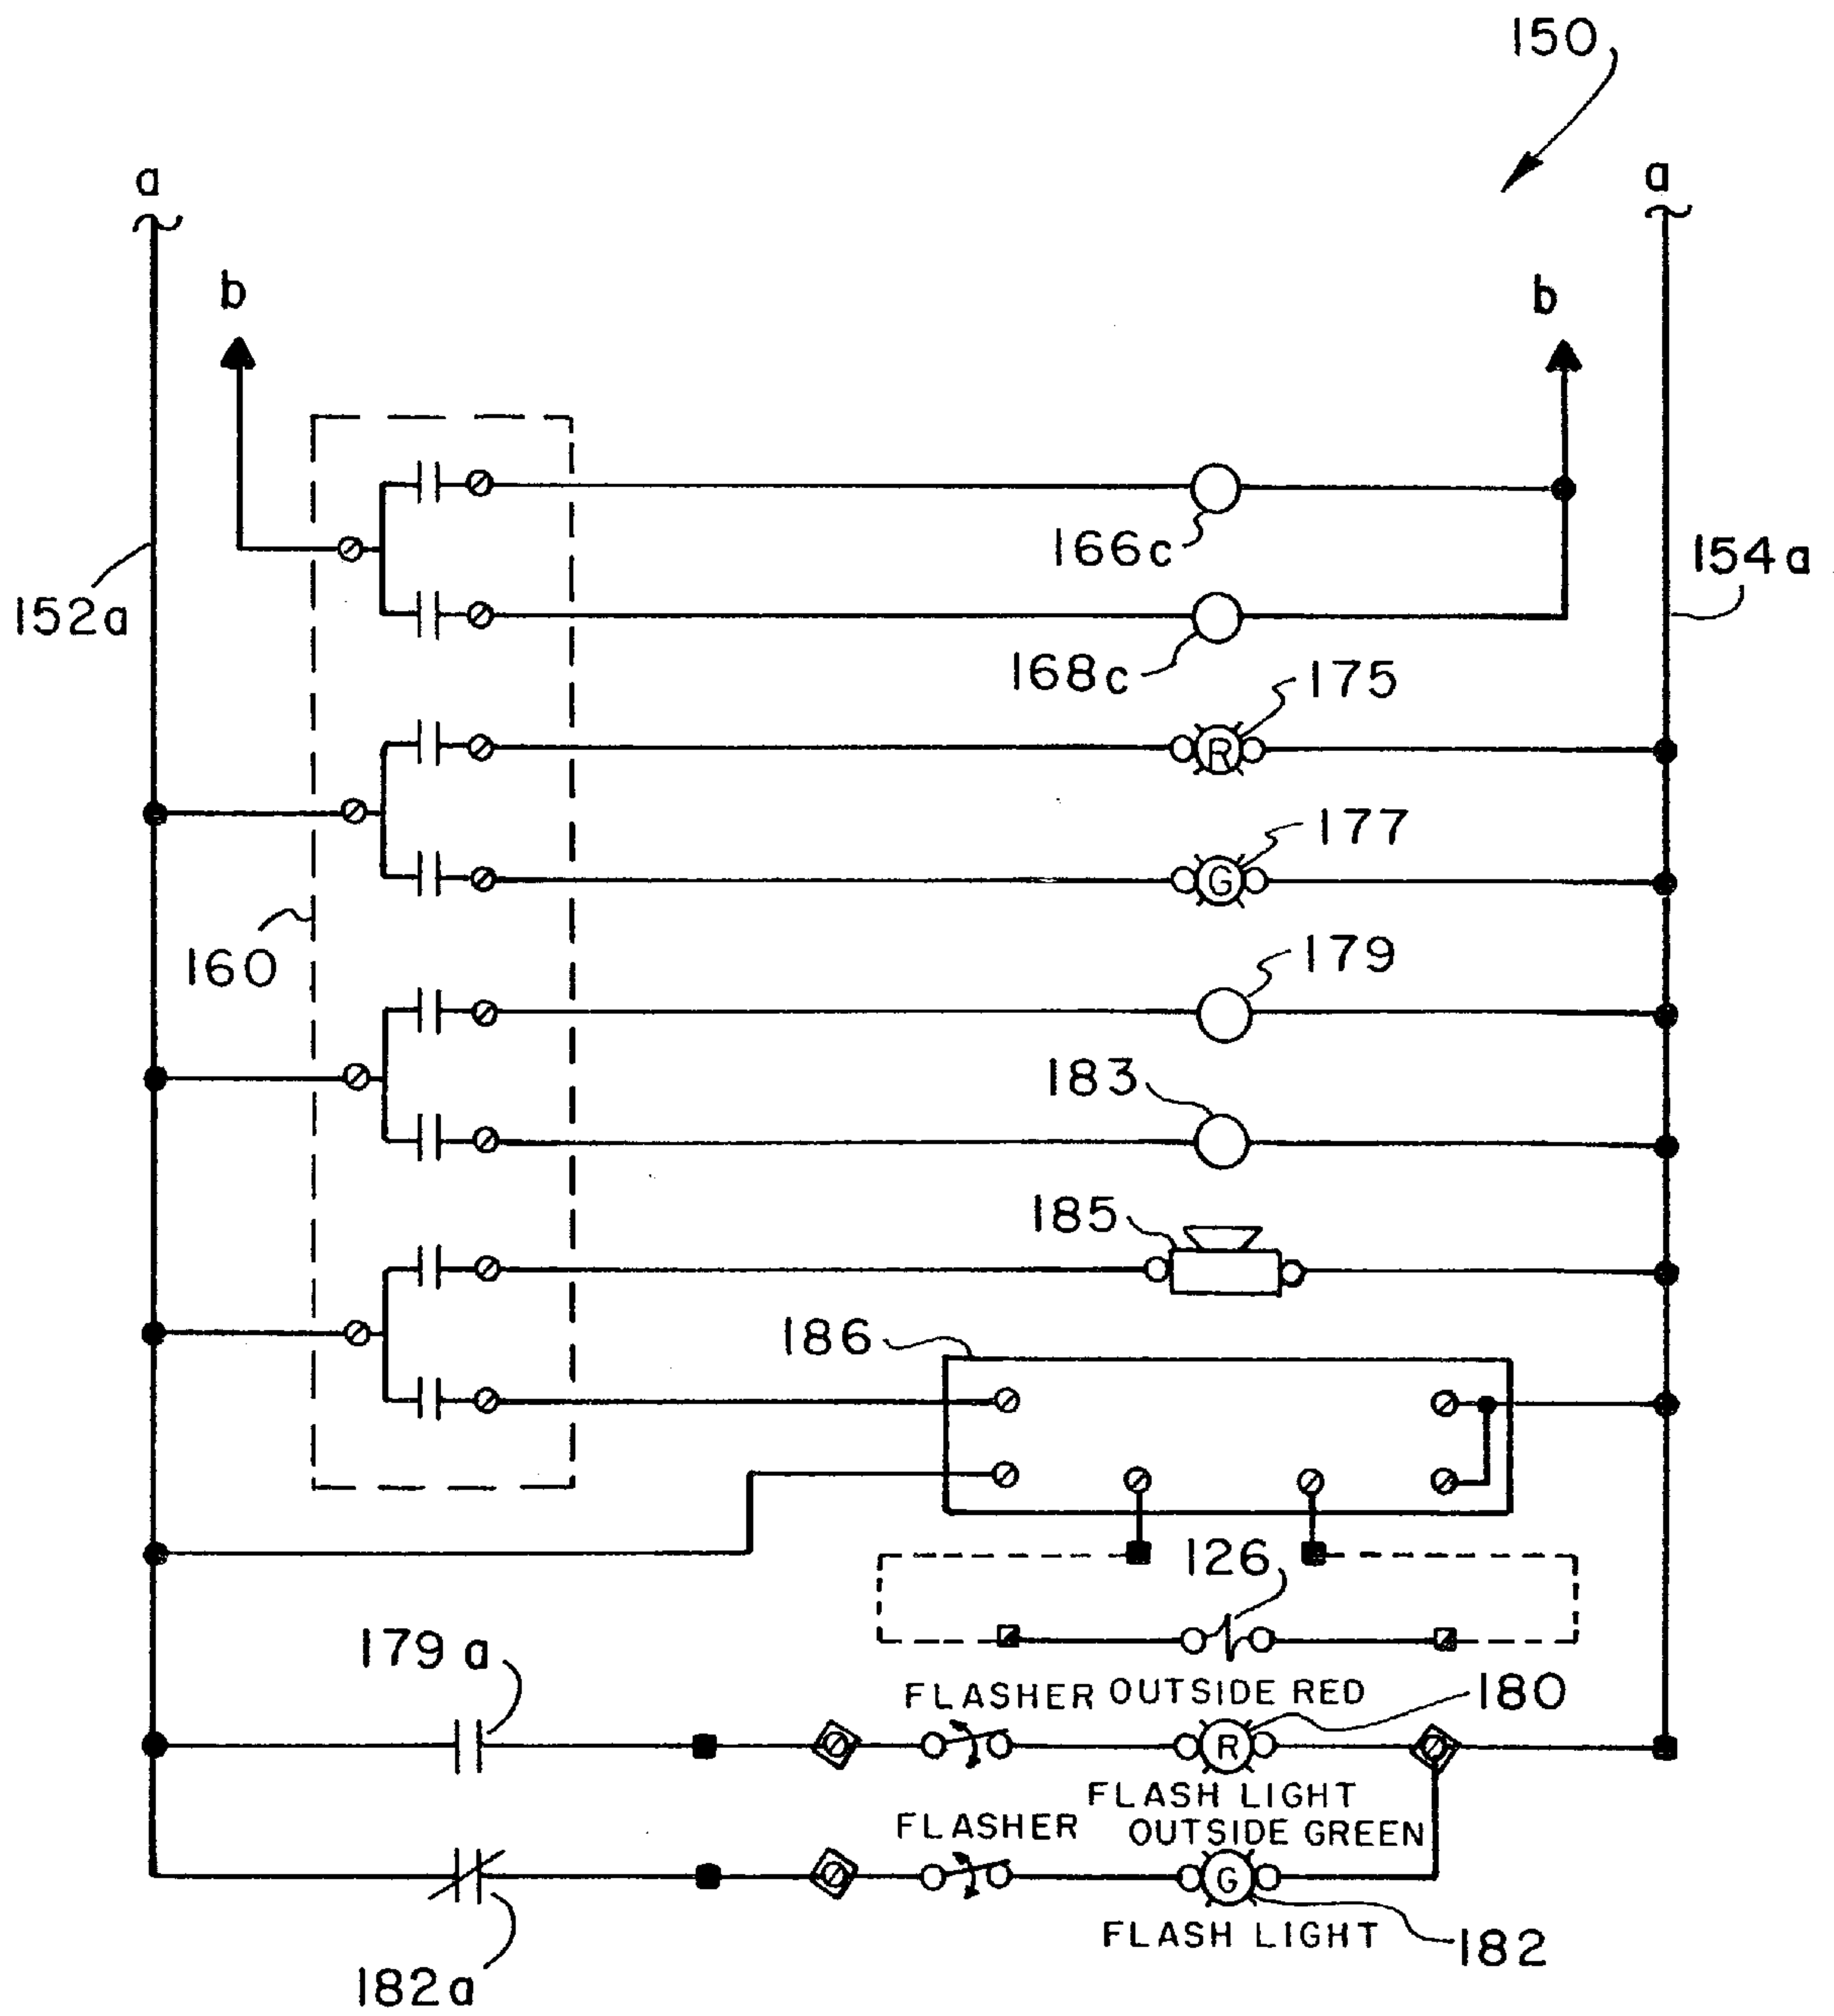 150
a a
b b
166c
152a
154a
168c
175
R
177
G
160
179
183
185
186
126
179a
FLASHER OUTSIDE RED
180
R
FLASH LIGHT
FLASHER OUTSIDE GREEN
G
FLASH LIGHT
182
182a